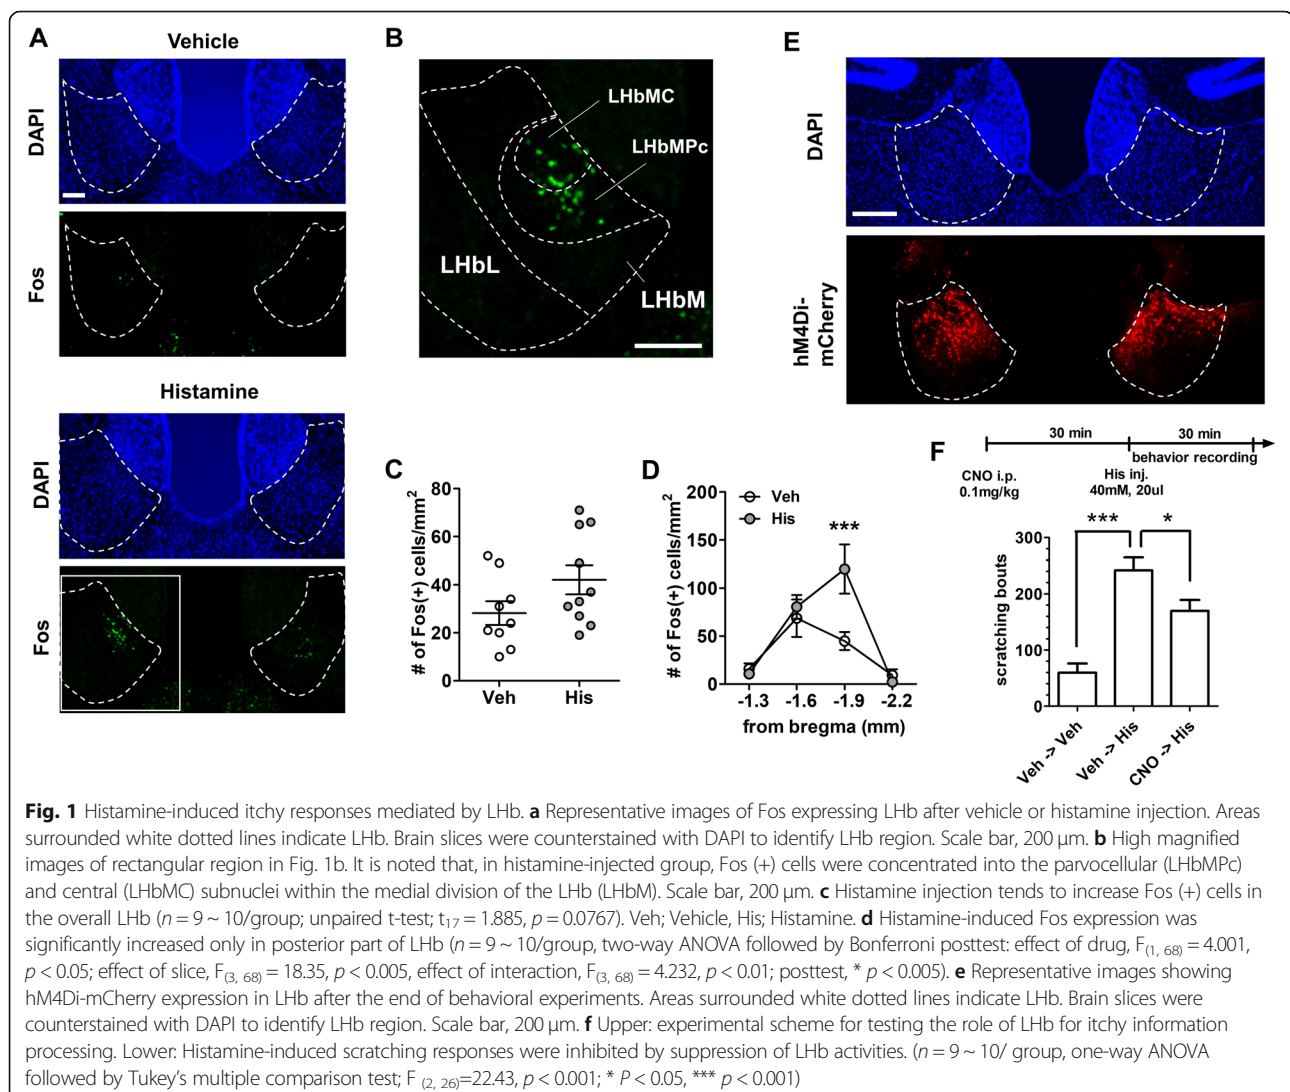 A
Vehicle
DAPI
Fos
Histamine
DAPI
Fos
B
LHbMC
LHbMPc
LHbL
LHbM
C
# of Fos(+) cells/mm²
80
60
40
20
0
Veh
His
D
# of Fos(+) cells/mm²
Veh
His
200
150
100
50
0
***
-1.3
-1.6
-1.9
-2.2
from bregma (mm)
E
DAPI
hM4Di-
mCherry
F
30 min
30 min
behavior recording
CNO i.p.
0.1mg/kg
His inj.
40mM, 20ul
***
*
scratching bouts
300
200
100
0
Veh -> Veh
Veh -> His
CNO -> His
Fig. 1 Histamine-induced itchy responses mediated by LHb. a Representative images of Fos expressing LHb after vehicle or histamine injection. Areas
surrounded white dotted lines indicate LHb. Brain slices were counterstained with DAPI to identify LHb region. Scale bar, 200 μm. b High magnified
images of rectangular region in Fig. 1b. It is noted that, in histamine-injected group, Fos (+) cells were concentrated into the parvocellular (LHbMPc)
and central (LHbMC) subnuclei within the medial division of the LHb (LHbM). Scale bar, 200 μm. c Histamine injection tends to increase Fos (+) cells in
the overall LHb (n = 9 ~ 10/group; unpaired t-test; t₁₇ = 1.885, p = 0.0767). Veh; Vehicle, His; Histamine. d Histamine-induced Fos expression was
significantly increased only in posterior part of LHb (n = 9 ~ 10/group, two-way ANOVA followed by Bonferroni posttest: effect of drug, F (1, 68) = 4.001,
p < 0.05; effect of slice, F (3, 68) = 18.35, p < 0.005, effect of interaction, F (3, 68) = 4.232, p < 0.01; posttest, * p < 0.005). e Representative images showing
hM4Di-mCherry expression in LHb after the end of behavioral experiments. Areas surrounded white dotted lines indicate LHb. Brain slices were
counterstained with DAPI to identify LHb region. Scale bar, 200 μm. f Upper: experimental scheme for testing the role of LHb for itchy information
processing. Lower: Histamine-induced scratching responses were inhibited by suppression of LHb activities. (n = 9 ~ 10/ group, one-way ANOVA
followed by Tukey's multiple comparison test; F (2, 26)=22.43, p < 0.001; * P < 0.05, *** p < 0.001)